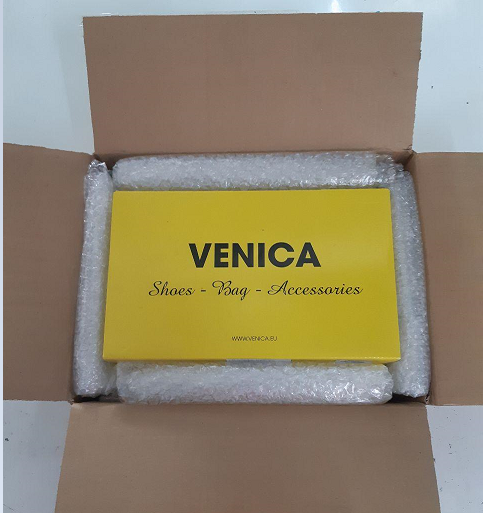 VENICA
Shoes - Bag - Accessories
WWW.VENICA.EU